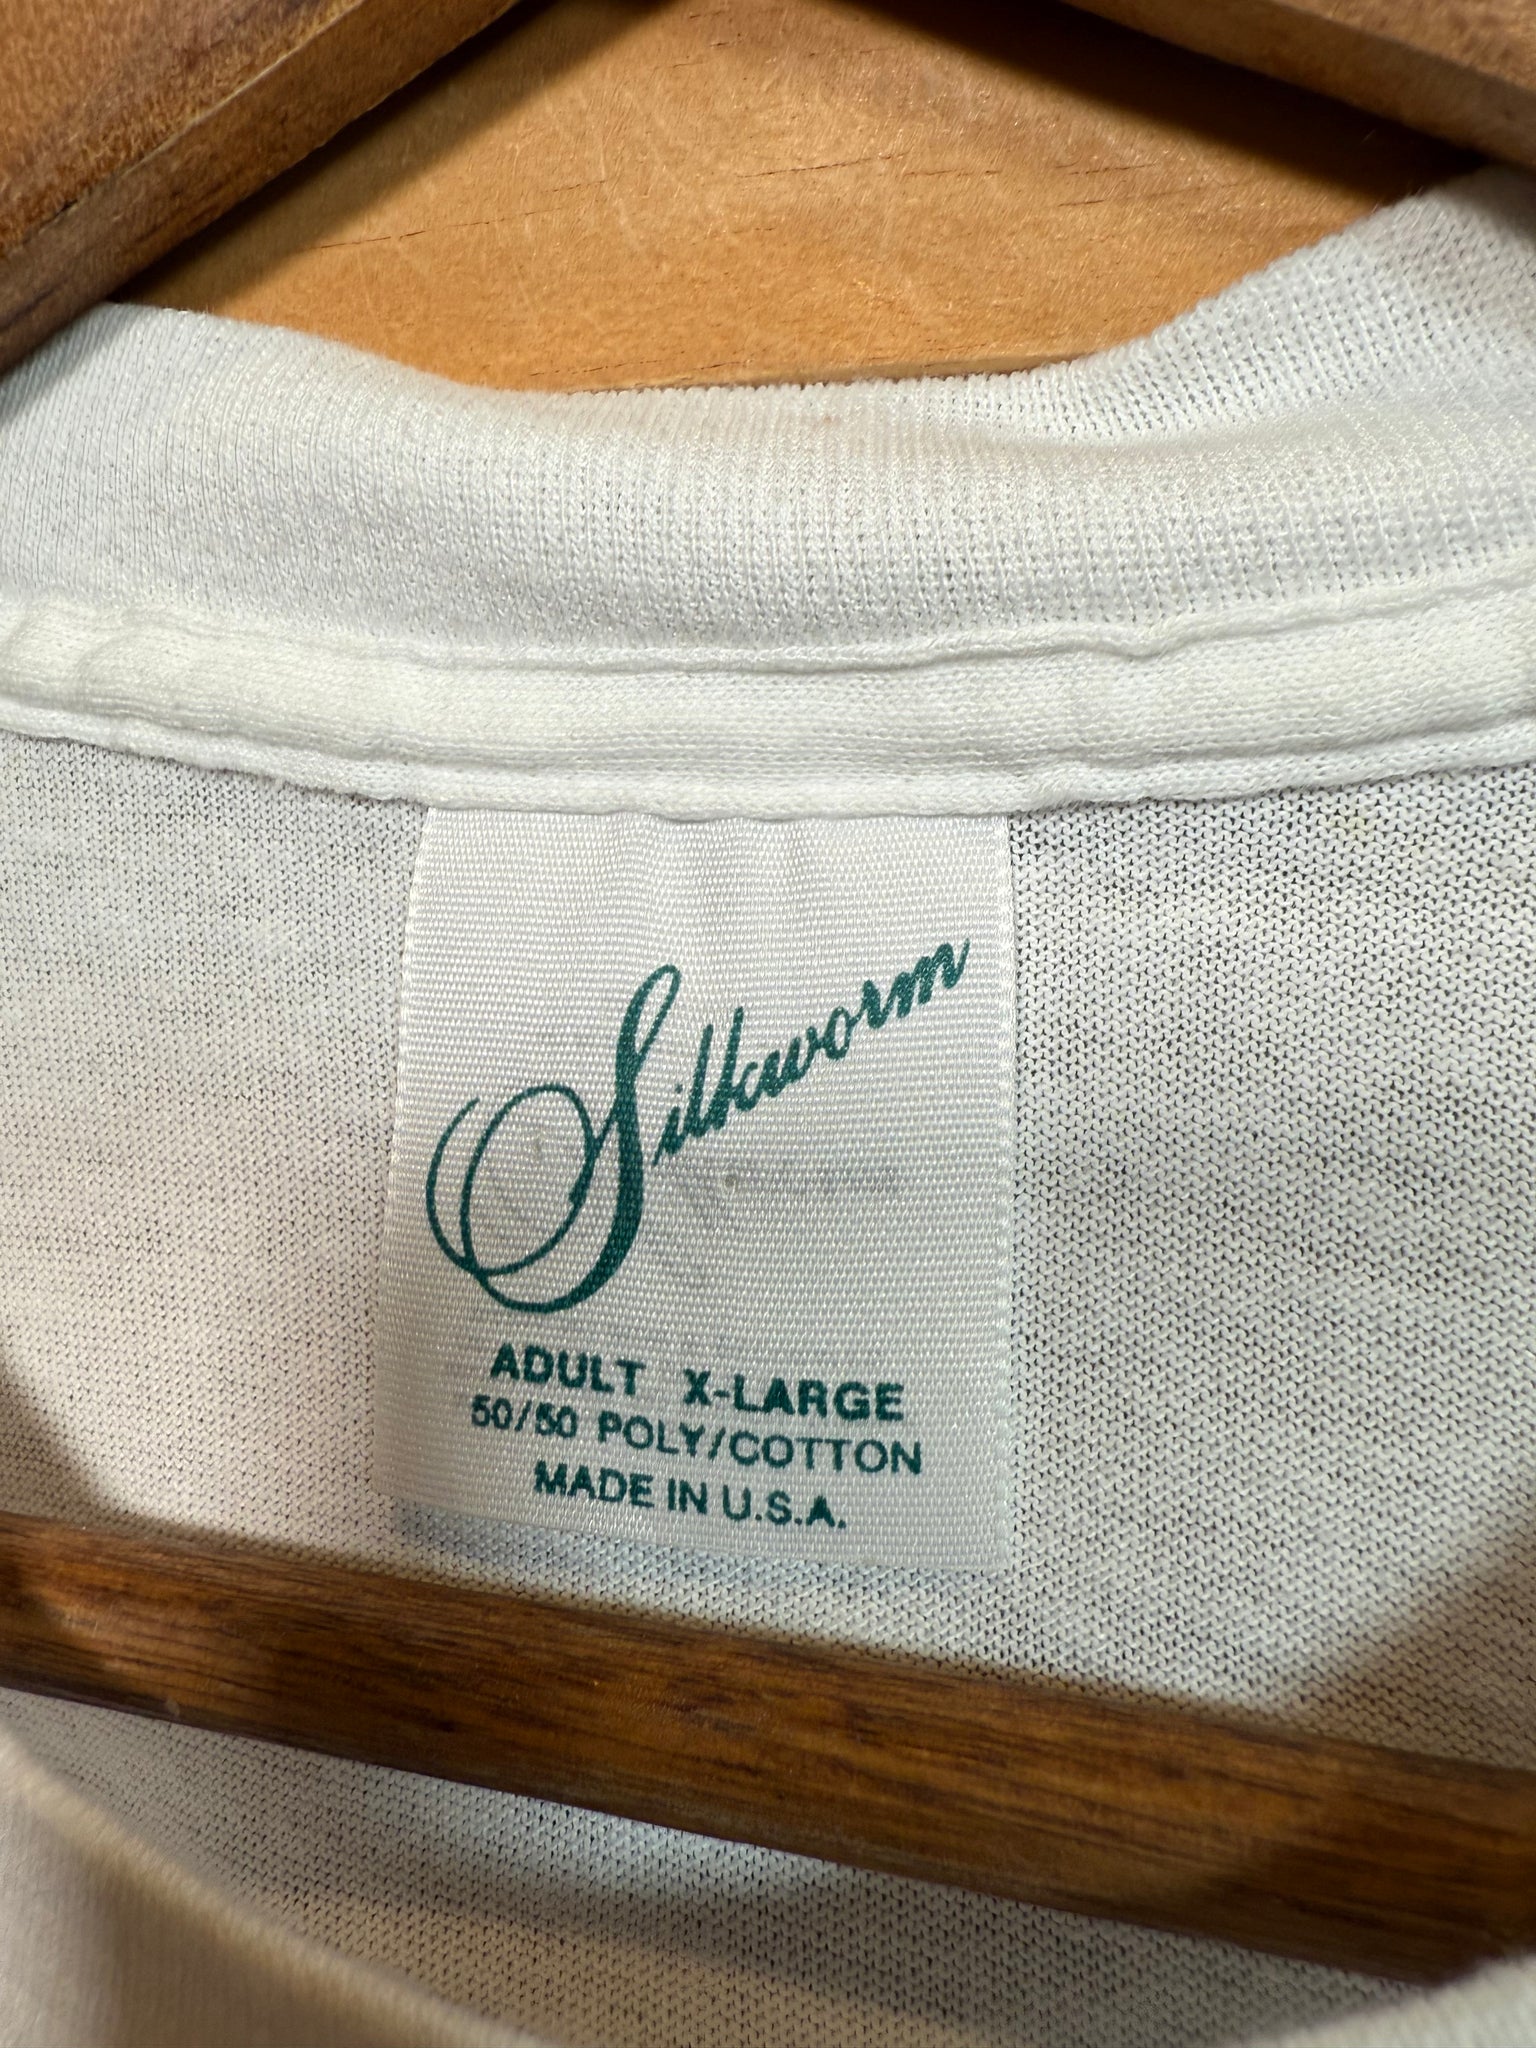 Silkworm
ADULT X-LARGE
50/50 POLY/COTTON
MADE IN U.S.A.